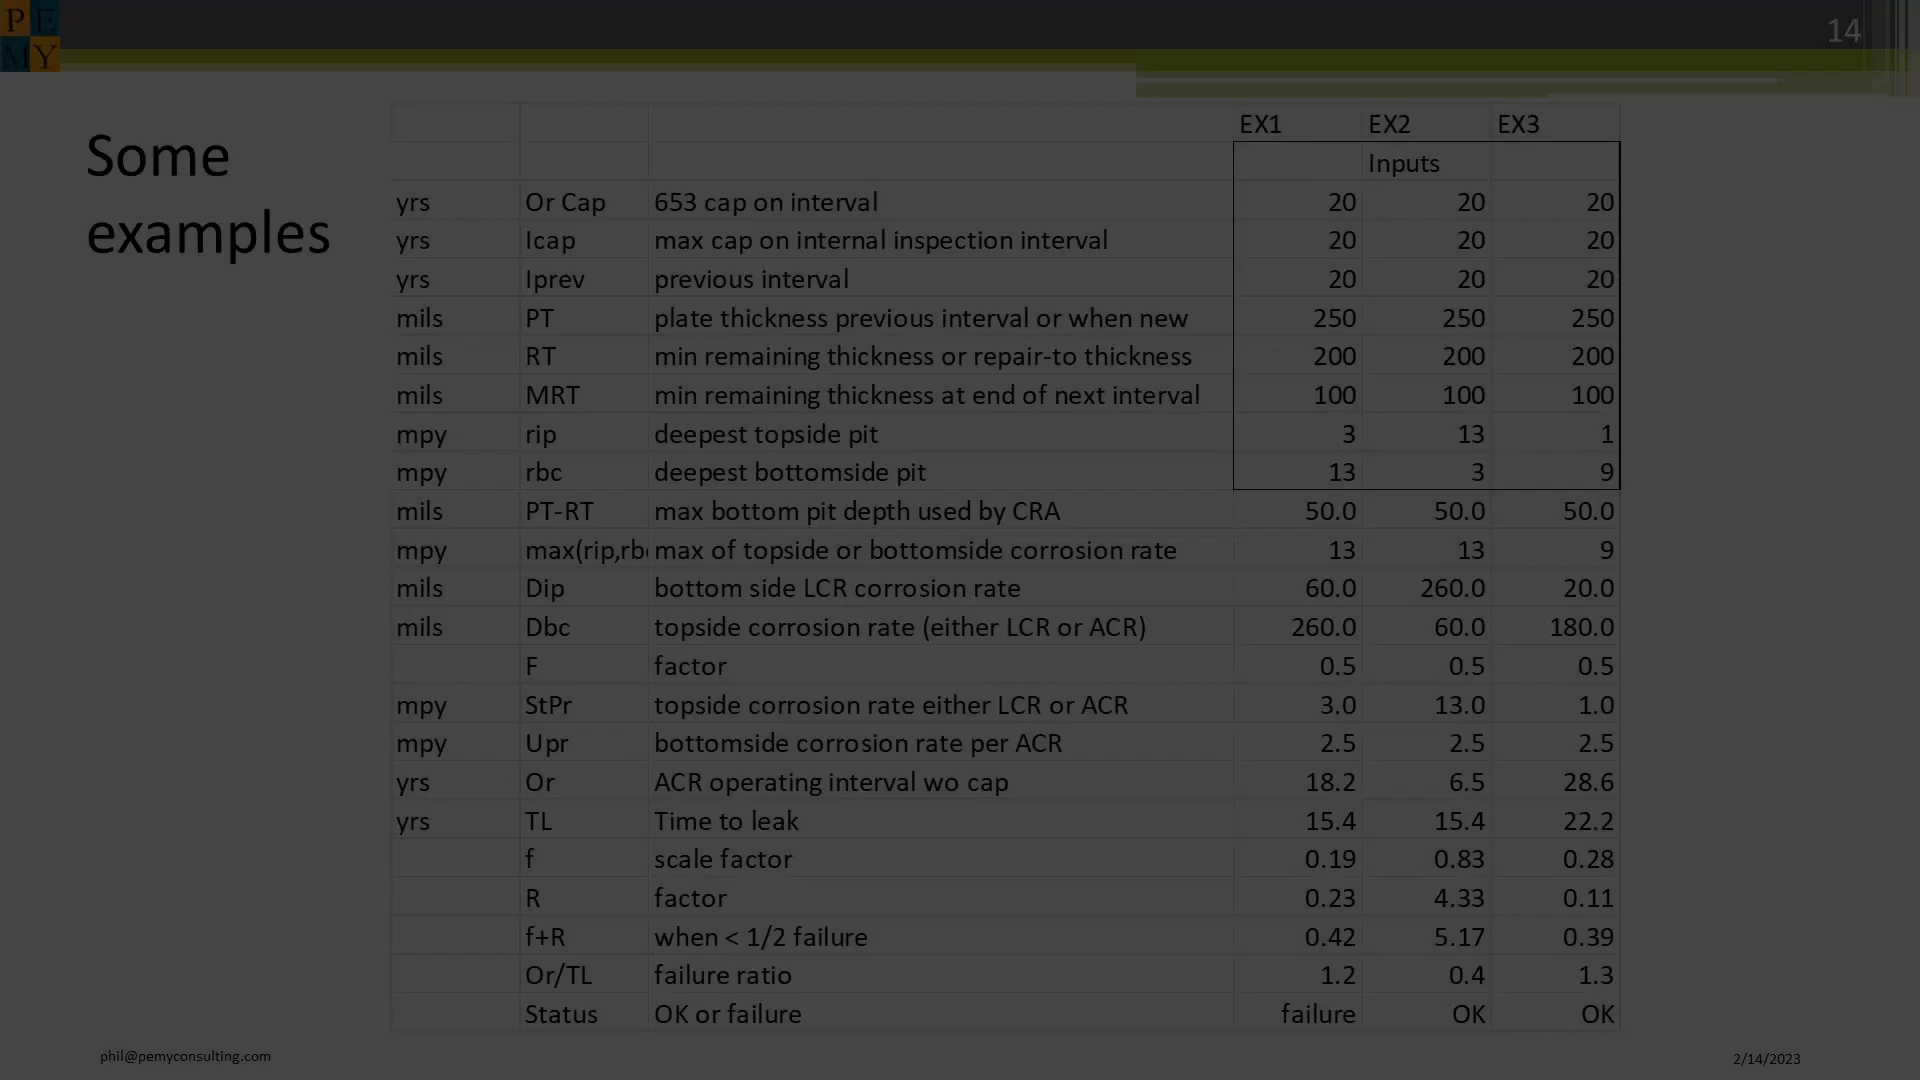 P E
M Y
14
Some
examples
EX1 EX2 EX3
Inputs
yrs Or Cap 653 cap on interval 20 20 20
yrs Icap max cap on internal inspection interval 20 20 20
yrs Iprev previous interval 20 20 20
mils PT plate thickness previous interval or when new 250 250 250
mils RT min remaining thickness or repair-to thickness 200 200 200
mils MRT min remaining thickness at end of next interval 100 100 100
mpy rip deepest topside pit 3 13 1
mpy rbc deepest bottomside pit 13 3 9
mils PT-RT max bottom pit depth used by CRA 50.0 50.0 50.0
mpy max(rip,rb max of topside or bottomside corrosion rate 13 13 9
mils Dip bottom side LCR corrosion rate 60.0 260.0 20.0
mils Dbc topside corrosion rate (either LCR or ACR) 260.0 60.0 180.0
F factor 0.5 0.5 0.5
mpy StPr topside corrosion rate either LCR or ACR 3.0 13.0 1.0
mpy Upr bottomside corrosion rate per ACR 2.5 2.5 2.5
yrs Or ACR operating interval wo cap 18.2 6.5 28.6
yrs TL Time to leak 15.4 15.4 22.2
f scale factor 0.19 0.83 0.28
R factor 0.23 4.33 0.11
f+R when < 1/2 failure 0.42 5.17 0.39
Or/TL failure ratio 1.2 0.4 1.3
Status OK or failure failure OK OK
phil@pemyconsulting.com 2/14/2023